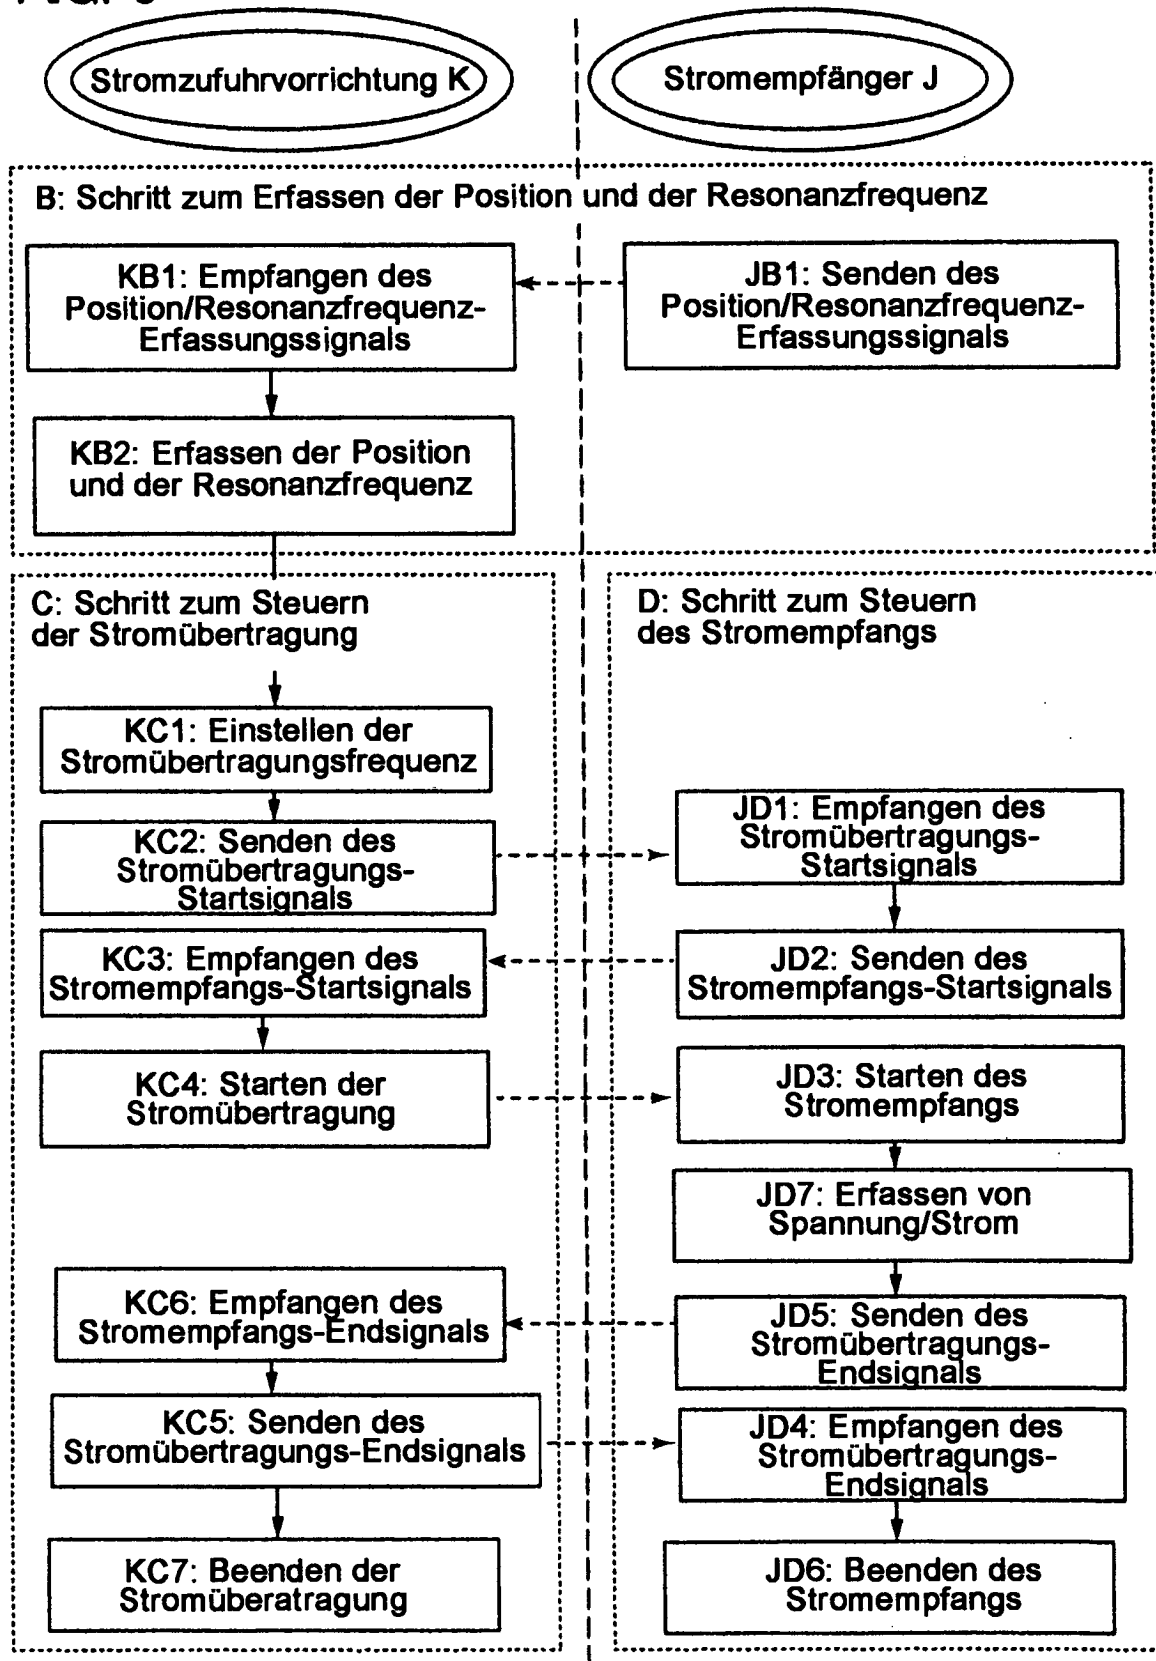 Stromzufuhrvorrichtung K
Stromempfänger J
B: Schritt zum Erfassen der Position und der Resonanzfrequenz
KB1: Empfangen des
Position/Resonanzfrequenz-
Erfassungssignals
JB1: Senden des
Position/Resonanzfrequenz-
Erfassungssignals
KB2: Erfassen der Position
und der Resonanzfrequenz
C: Schritt zum Steuern
der Stromübertragung
D: Schritt zum Steuern
des Stromempfangs
KC1: Einstellen der
Stromübertragungsfrequenz
KC2: Senden des
Stromübertragungs-
Startsignals
JD1: Empfangen des
Stromübertragungs-
Startsignals
KC3: Empfangen des
Stromempfangs-Startsignals
JD2: Senden des
Stromempfangs-Startsignals
KC4: Starten der
Stromübertragung
JD3: Starten des
Stromempfangs
JD7: Erfassen von
Spannung/Strom
KC6: Empfangen des
Stromempfangs-Endsignals
JD5: Senden des
Stromübertragungs-
Endsignals
KC5: Senden des
Stromübertragungs-Endsignals
JD4: Empfangen des
Stromübertragungs-
Endsignals
KC7: Beenden der
Stromüberatragung
JD6: Beenden des
Stromempfangs